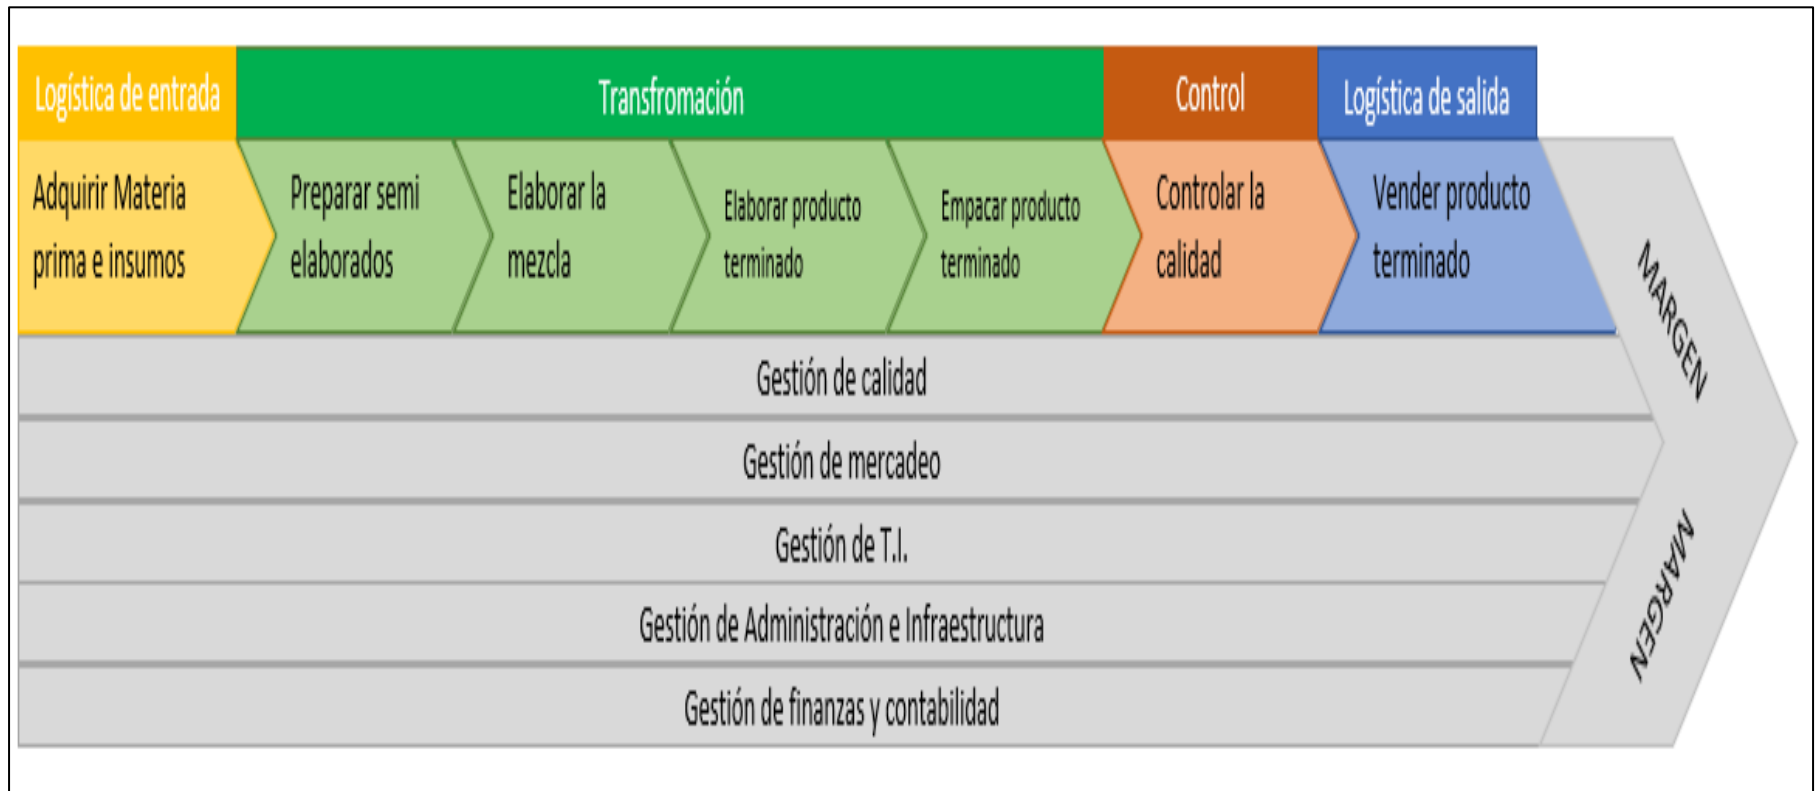 Logística de entrada
Transfromación
Control
Logística de salida
Adquirir Materia
prima e insumos
Preparar semi
elaborados
Elaborar la
mezcla
Elaborar producto
terminado
Empacar producto
terminado
Controlar la
calidad
Vender producto
terminado
MARGEN
Gestión de calidad
Gestión de mercadeo
Gestión de T.I.
Gestión de Administración e Infraestructura
Gestión de finanzas y contabilidad
MARGEN